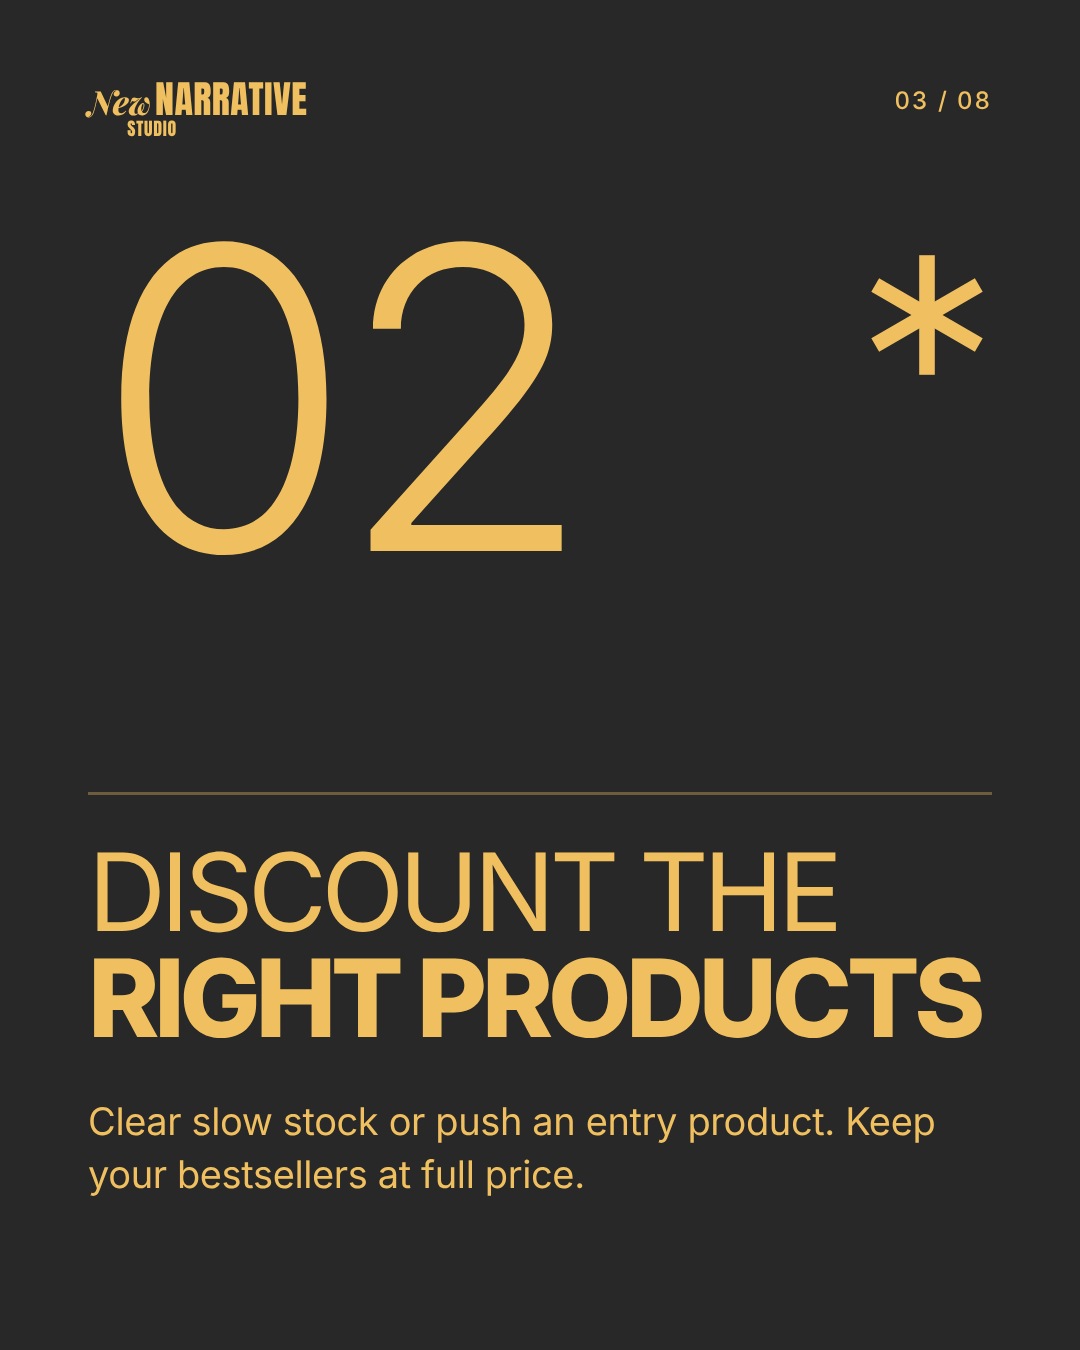 New NARRATIVE
STUDIO
03 / 08
02
*
DISCOUNT THE
RIGHT PRODUCTS
Clear slow stock or push an entry product. Keep
your bestsellers at full price.